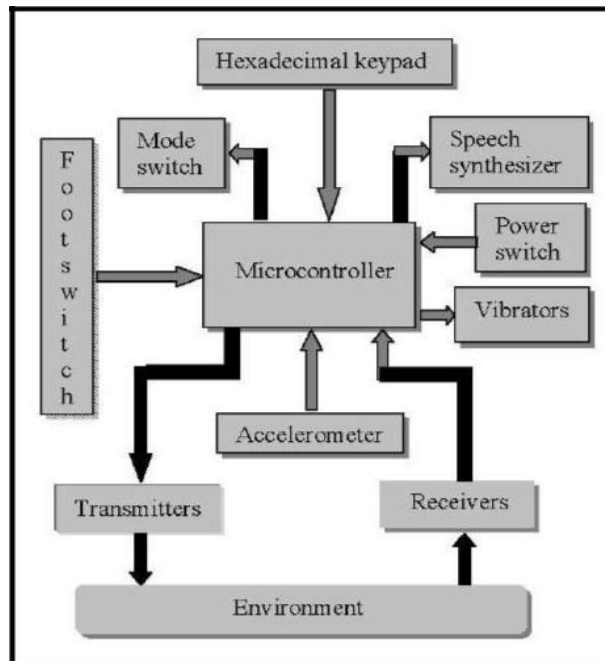 Hexadecimal keypad
Mode
switch
Speech
synthesizer
F
o
o
t
s
w
i
t
c
h
Power
switch
Microcontroller
Vibrators
Accelerometer
Transmitters
Receivers
Environment